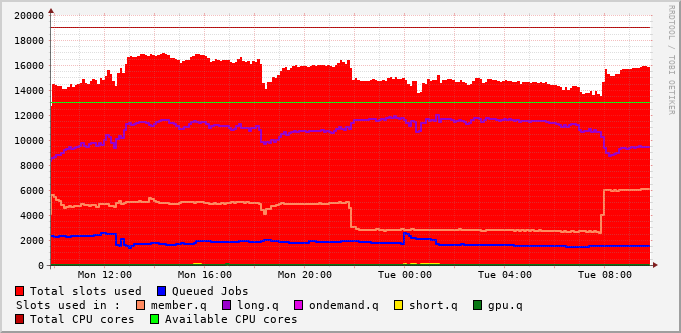 20000
18000
16000
14000
12000
10000
8000
6000
4000
2000
0
Mon 12:00 Mon 16:00 Mon 20:00 Tue 00:00 Tue 04:00 Tue 08:00
RRDTOOL / TOBI OETIKER
Total slots used Queued Jobs
Slots used in : member.q long.q ondemand.q short.q gpu.q
Total CPU cores Available CPU cores